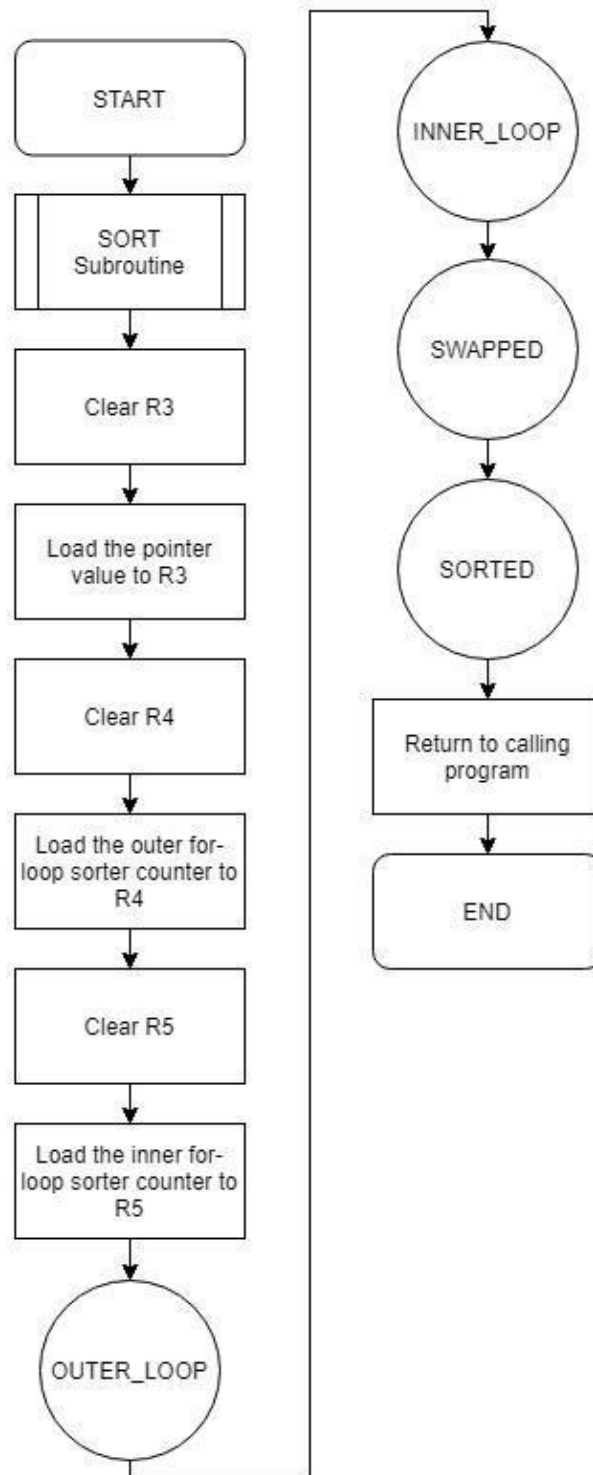 START
SORT
Subroutine
Clear R3
Load the pointer
value to R3
Clear R4
Load the outer for-
loop sorter counter to
R4
Clear R5
Load the inner for-
loop sorter counter to
R5
OUTER_LOOP
INNER_LOOP
SWAPPED
SORTED
Return to calling
program
END